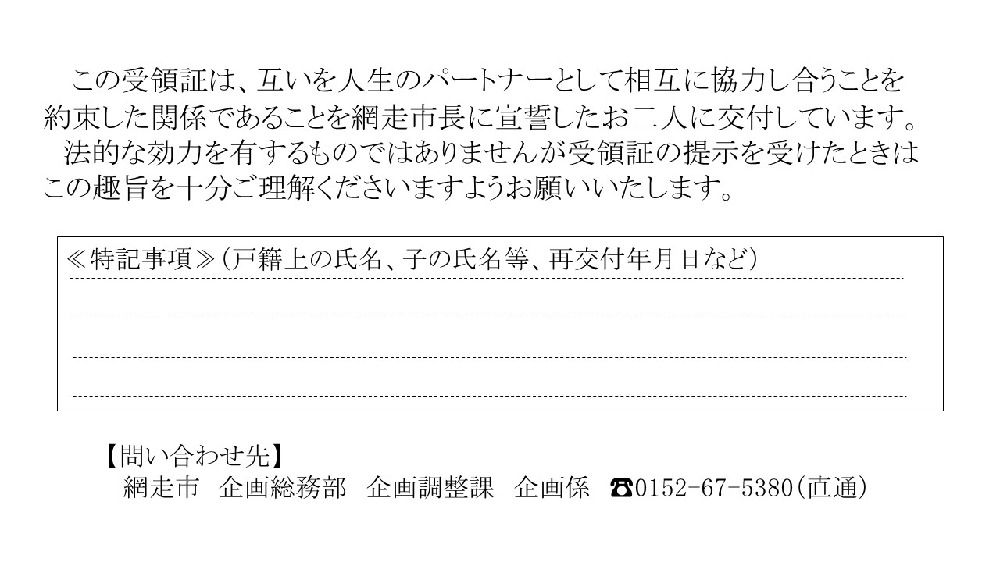 この受領証は、互いを人生のパートナーとして相互に協力し合うことを
約束した関係であることを網走市長に宣誓したお二人に交付しています。
法的な効力を有するものではありませんが受領証の提示を受けたときは
この趣旨を十分ご理解くださいますようお願いいたします。
≪特記事項≫（戸籍上の氏名、子の氏名等、再交付年月日など）
【問い合わせ先】
網走市　企画総務部　企画調整課　企画係　☎0152-67-5380（直通）